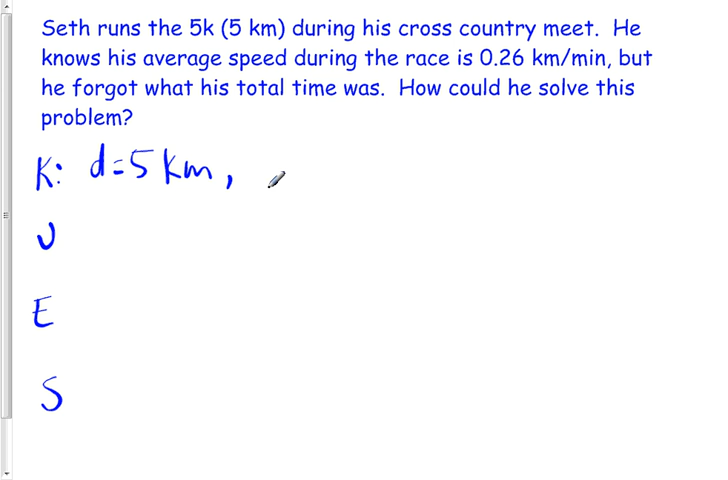 Seth runs the 5k (5 km) during his cross country meet. He
knows his average speed during the race is 0.26 km/min, but
he forgot what his total time was. How could he solve this
problem?
K: d=5 km,
U
E
S